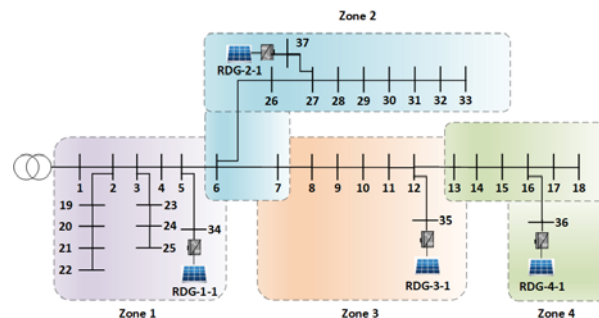 Zone 2
37
RDG-2-1
26 27 28 29 30 31 32 33
1 2 3 4 5 6 7 8 9 10 11 12 13 14 15 16 17 18
19 23 34 35 36
20 24
21 25
22
RDG-1-1 RDG-3-1 RDG-4-1
Zone 1 Zone 3 Zone 4